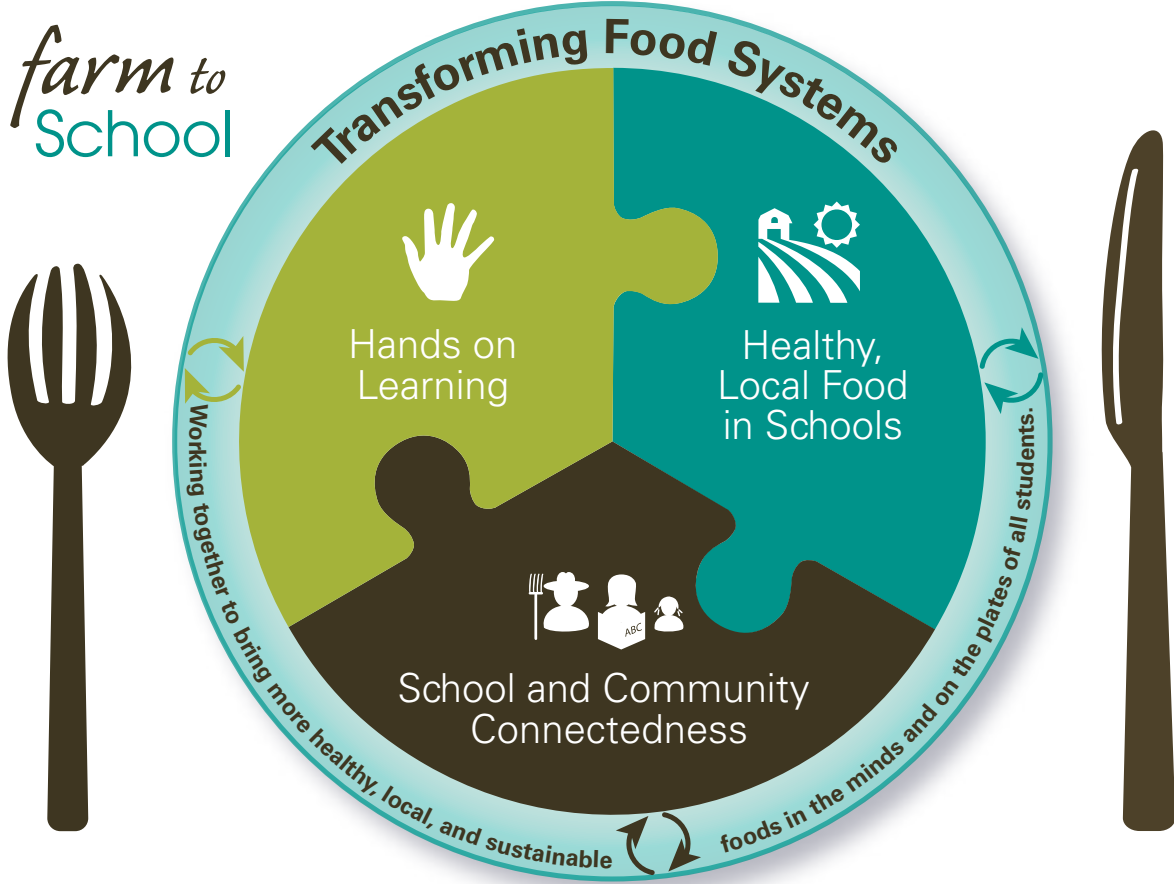 farm to
School
Transforming Food Systems
Hands on
Learning
Healthy,
Local Food
in Schools
ABC
School and Community
Connectedness
Working together to bring more healthy, local, and sustainable
foods in the minds and on the plates of all students.